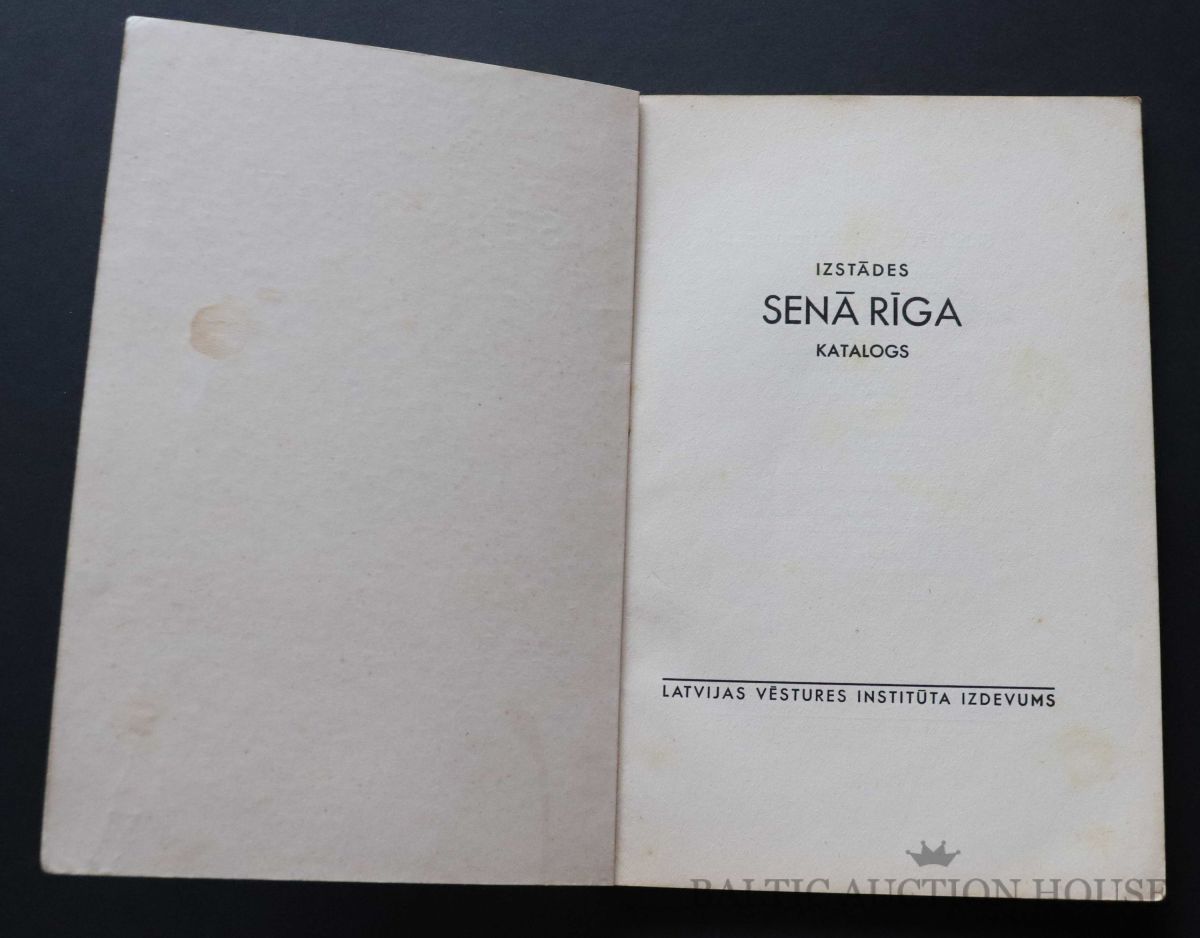 IZSTĀDES
SENĀ RĪGA
KATALOGS
LATVIJAS VĒSTURES INSTITŪTA IZDEVUMS
BALTIC AUCTION HOUSE